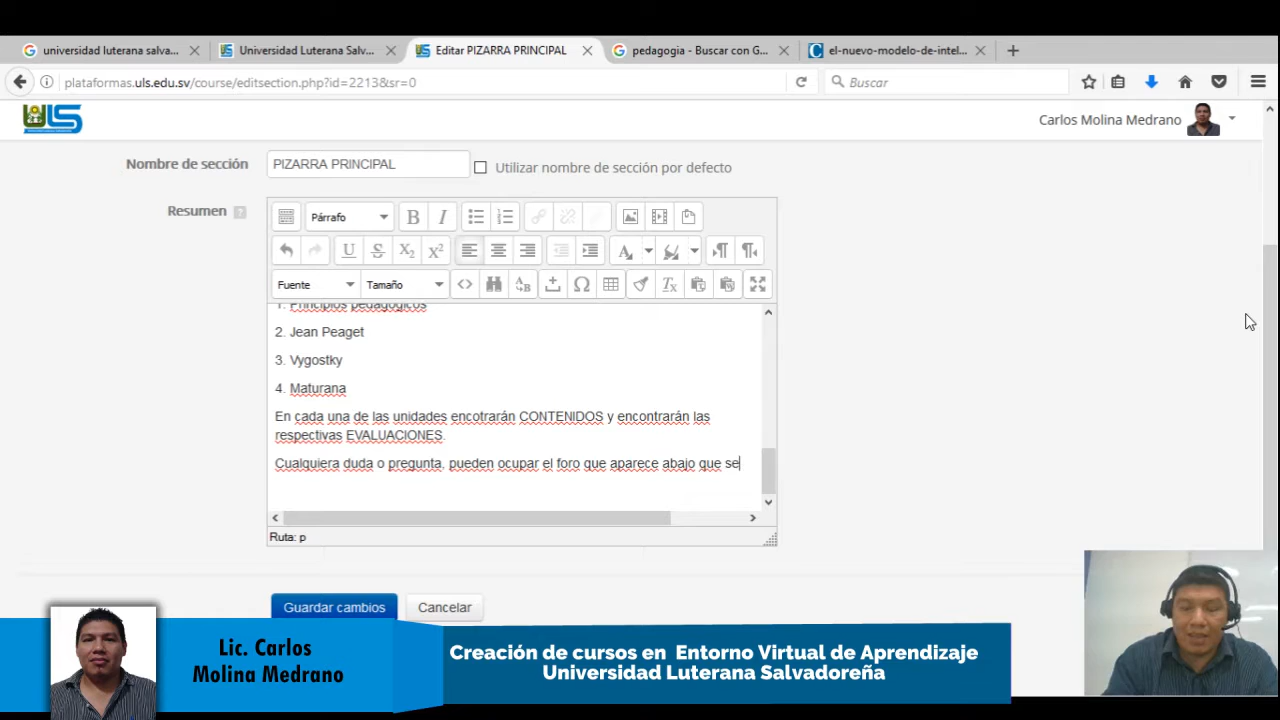 universidad luterana salva...
Universidad Luterana Salv...
Editar PIZARRA PRINCIPAL
pedagogia - Buscar con G...
el-nuevo-modelo-de-intel...
plataformas.uls.edu.sv/course/editsection.php?id=2213&sr=0
Buscar
ULS
Carlos Molina Medrano
Nombre de sección
PIZARRA PRINCIPAL
Utilizar nombre de sección por defecto
Resumen
Párrafo
Fuente
Tamaño
1. Principios pedagogicos
2. Jean Peaget
3. Vygostky
4. Maturana
En cada una de las unidades encotrarán CONTENIDOS y encontrarán las
respectivas EVALUACIONES.
Cualquiera duda o pregunta, pueden ocupar el foro que aparece abajo que se
Ruta: p
Guardar cambios
Cancelar
Lic. Carlos
Molina Medrano
Creación de cursos en Entorno Virtual de Aprendizaje
Universidad Luterana Salvadoreña